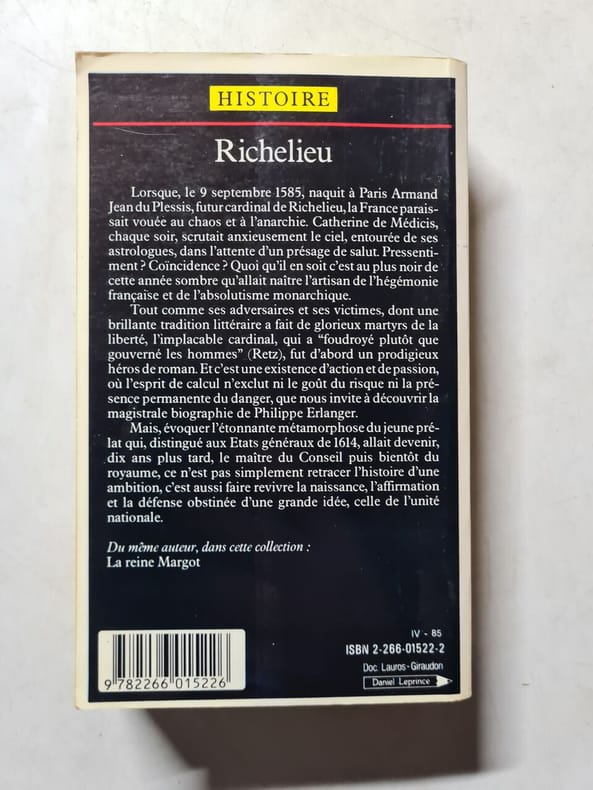 HISTOIRE
Richelieu
Lorsque, le 9 septembre 1585, naquit à Paris Armand
Jean du Plessis, futur cardinal de Richelieu, la France parais-
sait vouée au chaos et à l'anarchie. Catherine de Médicis,
chaque soir, scrutait anxieusement le ciel, entourée de ses
astrologues, dans l'attente d'un présage de salut. Pressenti-
ment ? Coïncidence ? Quoi qu'il en soit c'est au plus noir de
cette année sombre qu'allait naître l'artisan de l'hégémonie
française et de l'absolutisme monarchique.
Tout comme ses adversaires et ses victimes, dont une
brillante tradition littéraire a fait de glorieux martyrs de la
liberté, l'implacable cardinal, qui a "foudroyé plutôt que
gouverné les hommes" (Retz), fut d'abord un prodigieux
héros de roman. Et c'est une existence d'action et de passion,
où l'esprit de calcul n'exclut ni le goût du risque ni la pré-
sence permanente du danger, que nous invite à découvrir la
magistrale biographie de Philippe Erlanger.
Mais, évoquer l'étonnante métamorphose du jeune pré-
lat qui, distingué aux Etats généraux de 1614, allait devenir,
dix ans plus tard, le maître du Conseil puis bientôt du
royaume, ce n'est pas simplement retracer l'histoire d'une
ambition, c'est aussi faire revivre la naissance, l'affirmation
et la défense obstinée d'une grande idée, celle de l'unité
nationale.
Du même auteur, dans cette collection :
La reine Margot
IV - 85
ISBN 2-266-01522-2
Doc. Lauros-Giraudon
Daniel Leprince
9 782266 015226